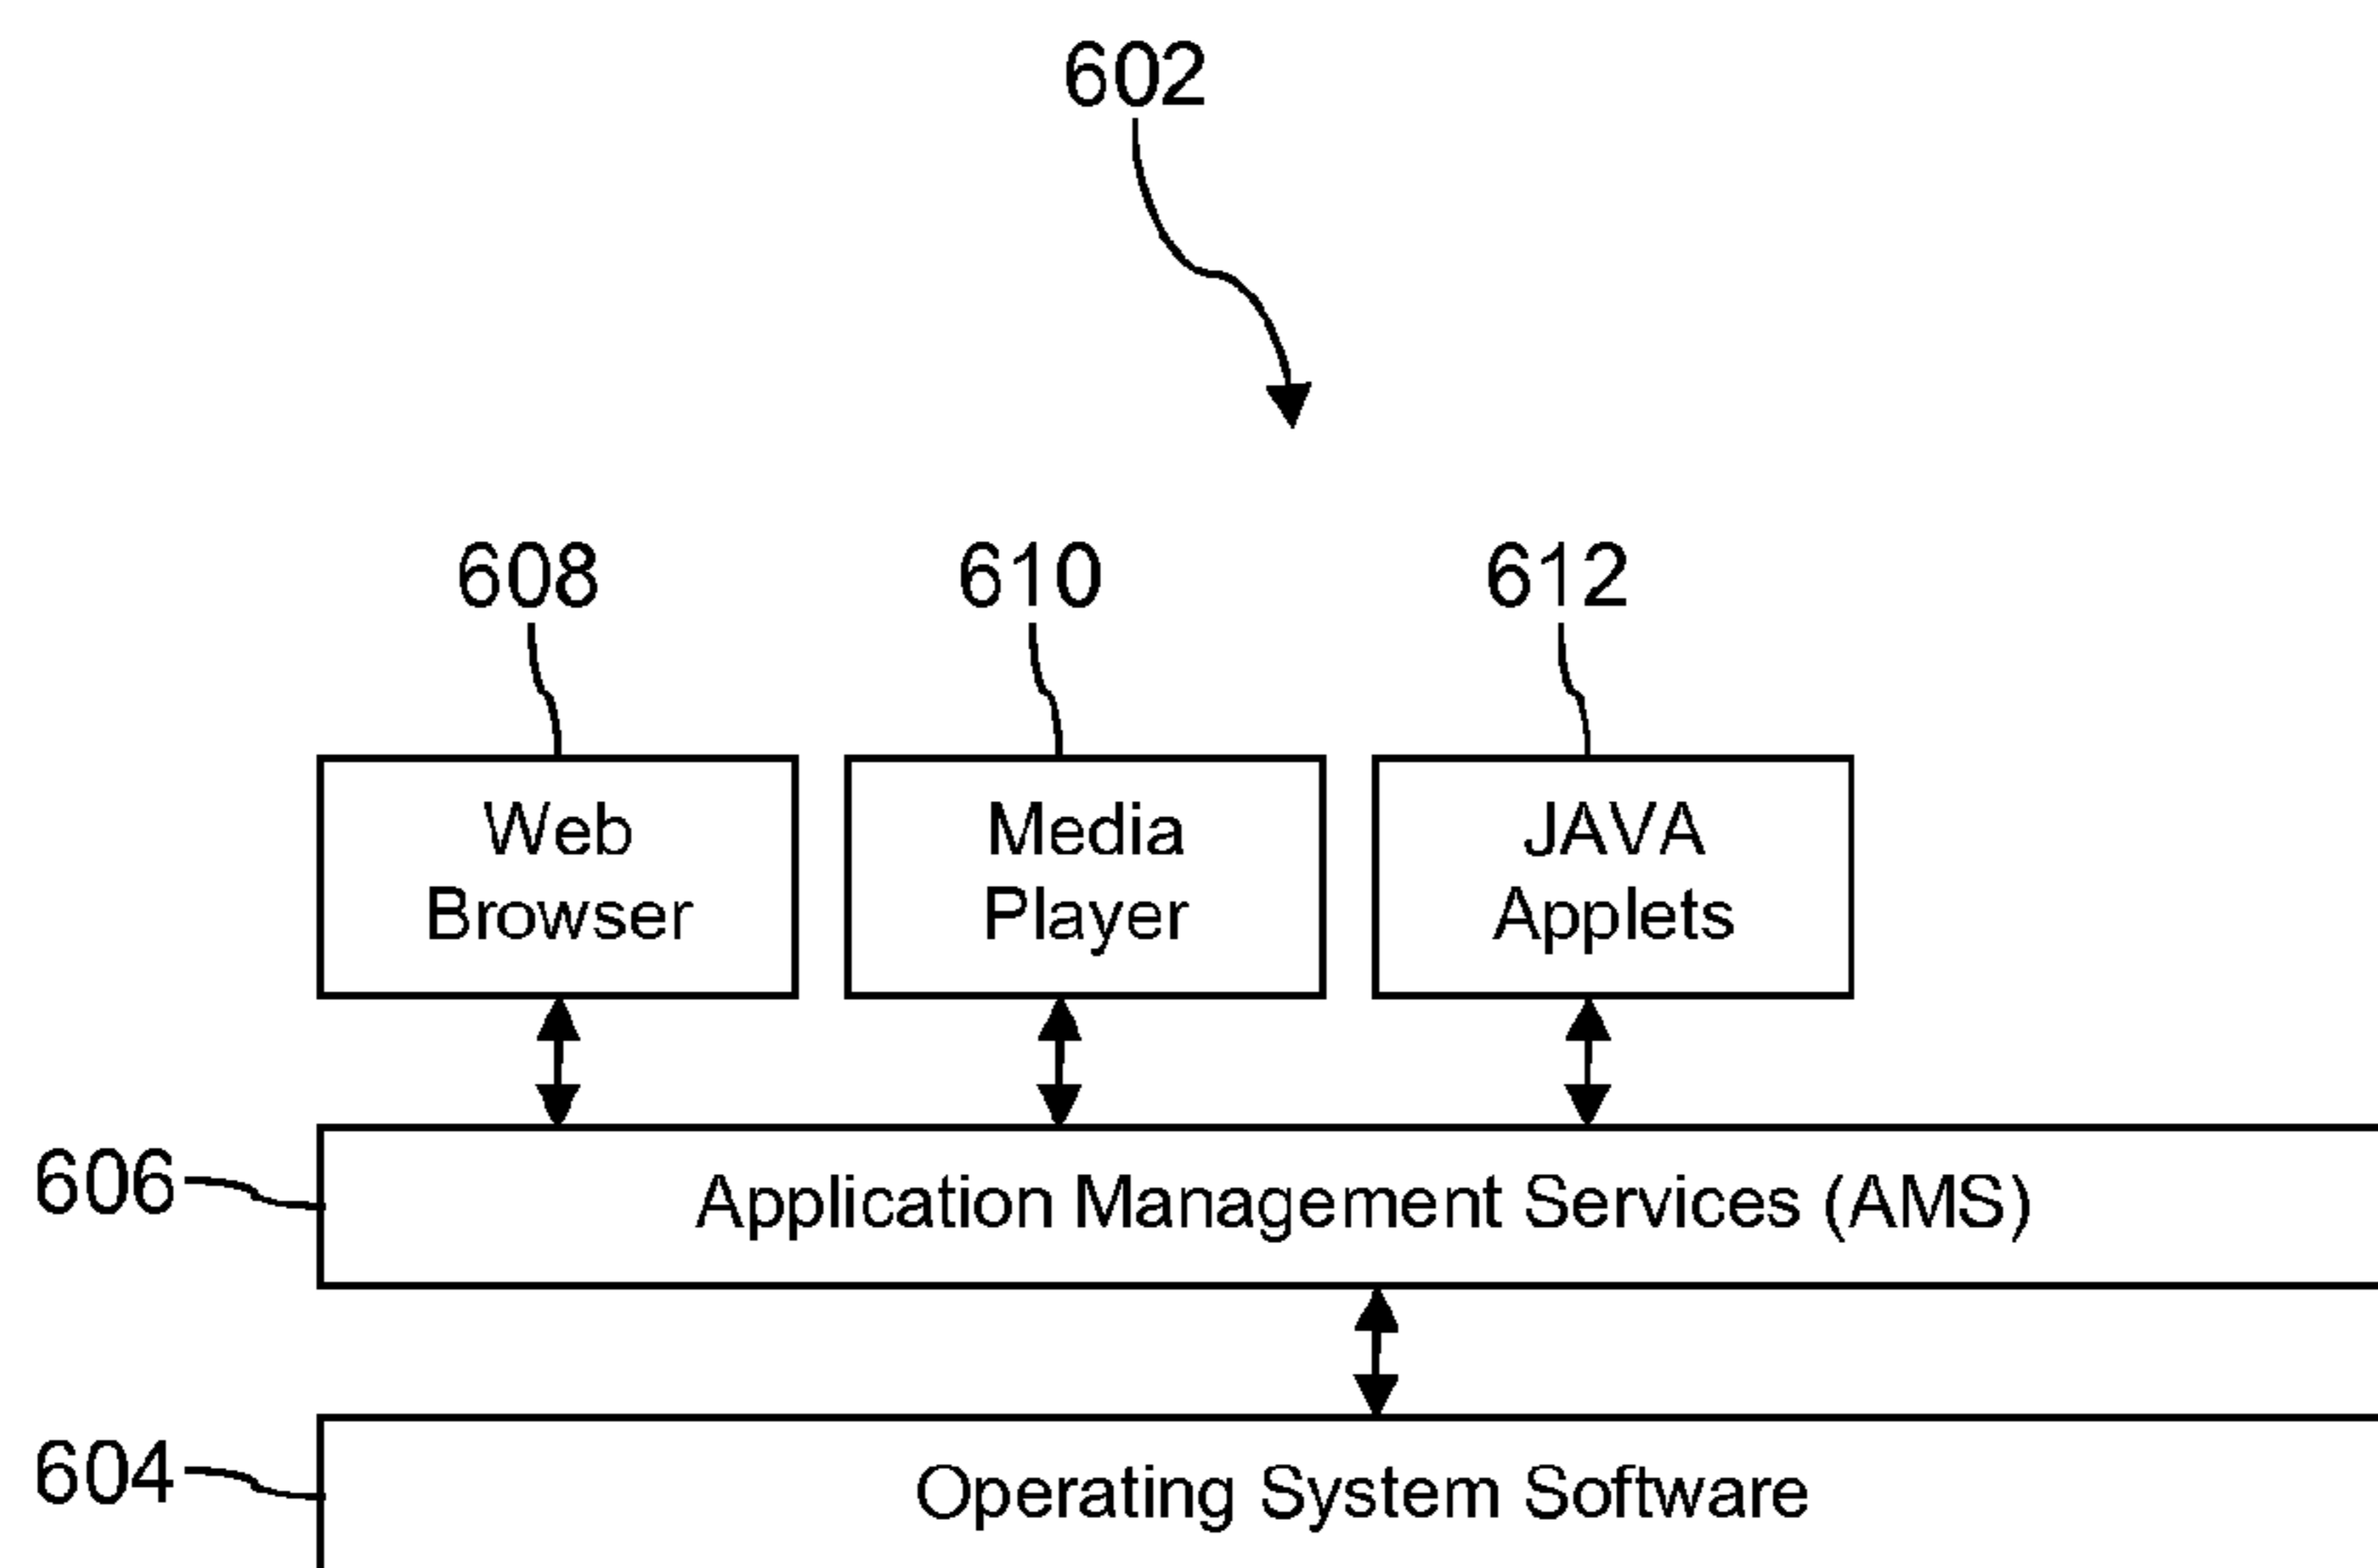 602
608
610
612
Web
Browser
Media
Player
JAVA
Applets
606
Application Management Services (AMS)
604
Operating System Software